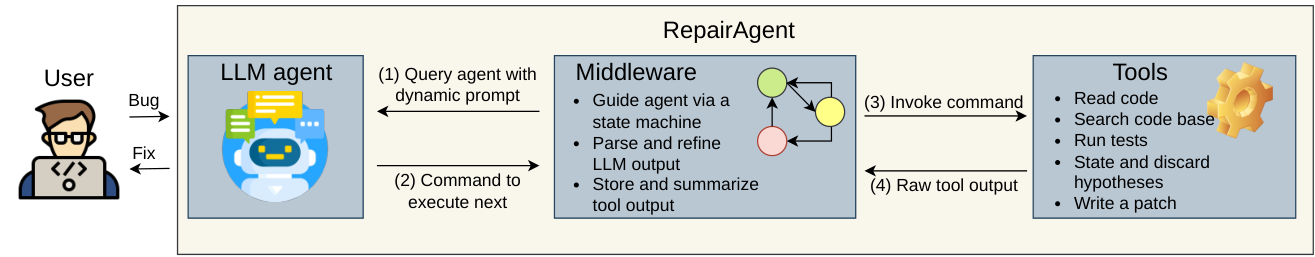 RepairAgent
User
Bug
Fix
LLM agent
(1) Query agent with
dynamic prompt
(2) Command to
execute next
Middleware
• Guide agent via a
state machine
• Parse and refine
LLM output
• Store and summarize
tool output
(3) Invoke command
(4) Raw tool output
Tools
• Read code
• Search code base
• Run tests
• State and discard
hypotheses
• Write a patch